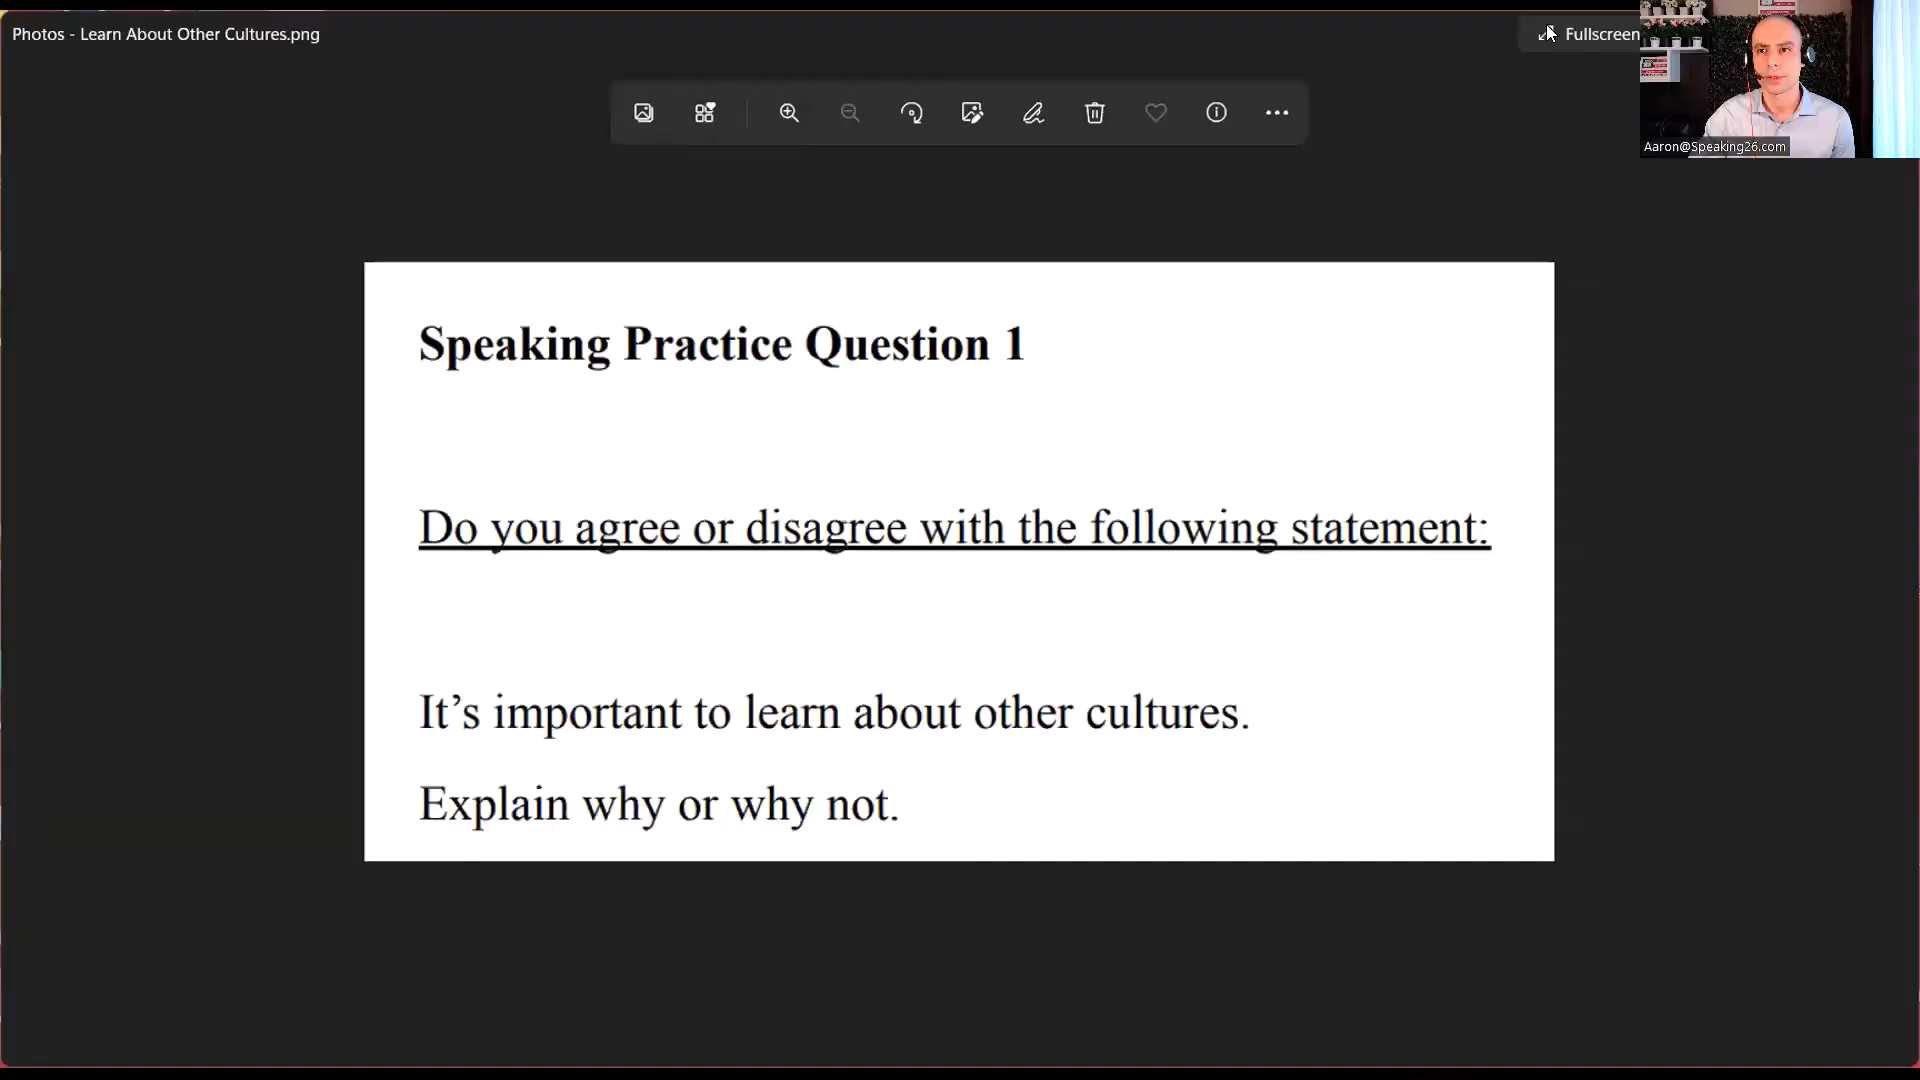 Photos - Learn About Other Cultures.png
Fullscreen
Aaron@Speaking26.com
Speaking Practice Question 1
Do you agree or disagree with the following statement:
It’s important to learn about other cultures.
Explain why or why not.